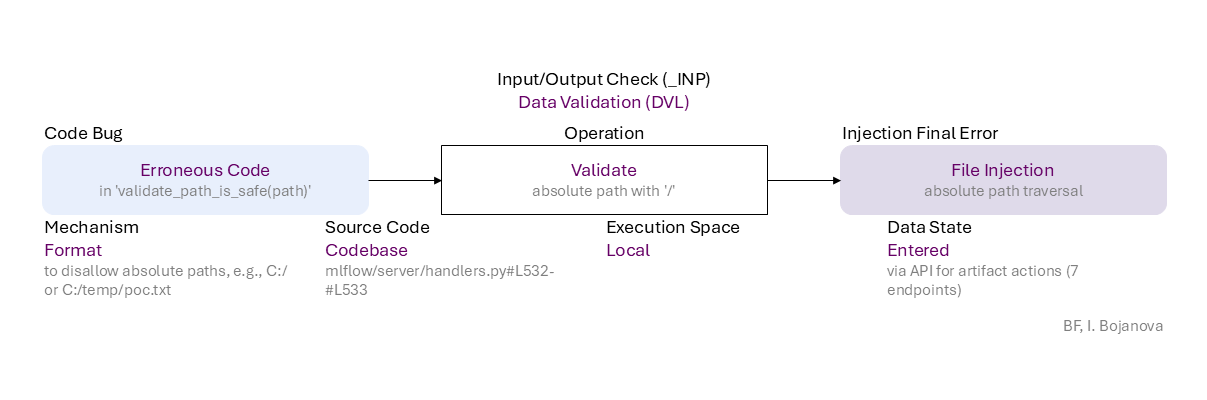 Input/Output Check (_INP)
Data Validation (DVL)
Code Bug
Operation
Injection Final Error
Erroneous Code
in 'validate_path_is_safe(path)'
Validate
absolute path with '/'
File Injection
absolute path traversal
Mechanism
Format
to disallow absolute paths, e.g., C:/
or C:/temp/poc.txt
Source Code
Codebase
mlflow/server/handlers.py#L532-
#L533
Execution Space
Local
Data State
Entered
via API for artifact actions (7
endpoints)
BF, I. Bojanova